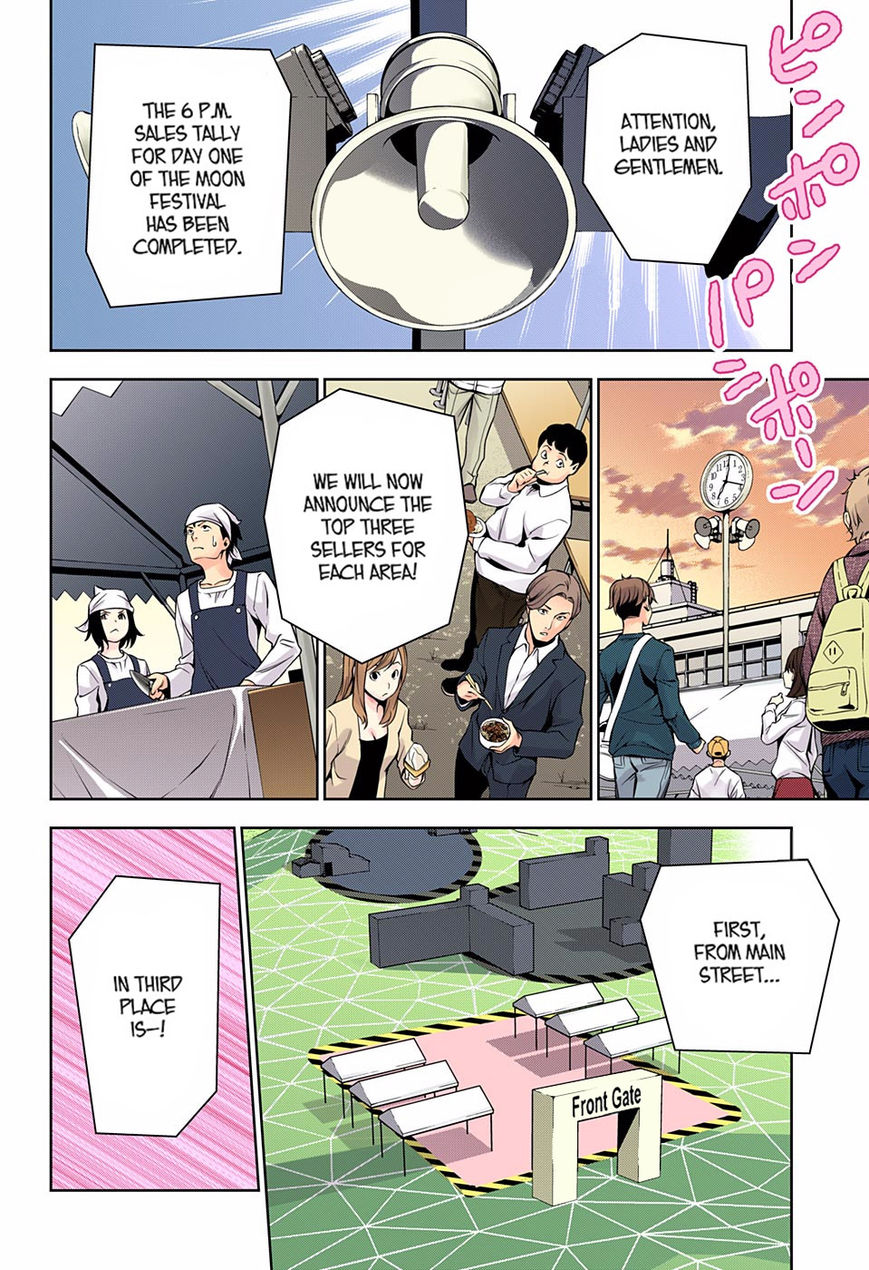 ATTENTION,
LADIES AND
GENTLEMEN.
ピンポン
パンポーン
THE 6 P.M.
SALES TALLY
FOR DAY ONE
OF THE MOON
FESTIVAL
HAS BEEN
COMPLETED.
WE WILL NOW
ANNOUNCE THE
TOP THREE
SELLERS FOR
EACH AREA!
FIRST,
FROM MAIN
STREET...
Front Gate
IN THIRD
PLACE
IS–!